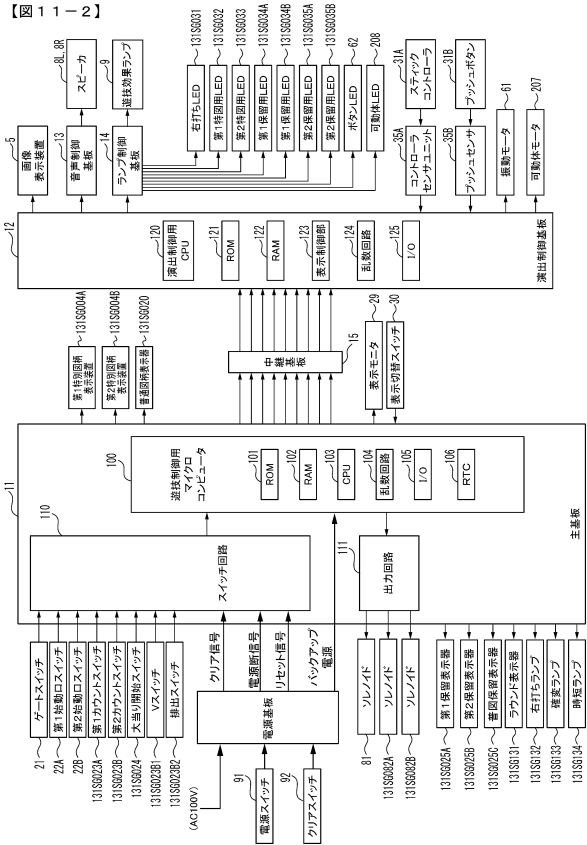 【図11-2】
5
画像
表示装置
8L, 8R
スピーカ
13
音声制御
基板
9
遊技効果ランプ
14
ランプ制御
基板
131SG031
右打ちLED
131SG032
第1特図用LED
131SG033
第2特図用LED
131SG034A
第1保留用LED
131SG034B
第1保留用LED
131SG035A
第2保留用LED
131SG035B
第2保留用LED
62
ボタンLED
208
可動体LED
31A
スティック
コントローラ
35A
コントローラ
センサユニット
31B
プッシュボタン
35B
プッシュセンサ
61
振動モータ
207
可動体モータ
12
120
演出制御用
CPU
121
ROM
122
RAM
123
表示制御部
124
乱数回路
125
I/O
演出制御基板
131SG004A
第1特別図柄
表示装置
131SG004B
第2特別図柄
表示装置
131SG020
普通図柄表示器
15
中継基板
29
表示モニタ
30
表示切替スイッチ
11
100
遊技制御用
マイクロ
コンピュータ
101
ROM
102
RAM
103
CPU
104
乱数回路
105
I/O
106
RTC
110
スイッチ回路
111
出力回路
主基板
21
ゲートスイッチ
22A
第1始動口スイッチ
22B
第2始動口スイッチ
131SG023A
第1カウントスイッチ
131SG023B
第2カウントスイッチ
131SG024
大当り開始スイッチ
131SG023B1
Vスイッチ
131SG023B2
排出スイッチ
クリア信号
電源断信号
リセット信号
バックアップ
電源
電源基板
(AC100V)
91
電源スイッチ
92
クリアスイッチ
81
ソレノイド
131SG082A
ソレノイド
131SG082B
ソレノイド
131SG025A
第1保留表示器
131SG025B
第2保留表示器
131SG025C
普図保留表示器
131SG131
ラウンド表示器
131SG132
右打ちランプ
131SG133
確変ランプ
131SG134
時短ランプ